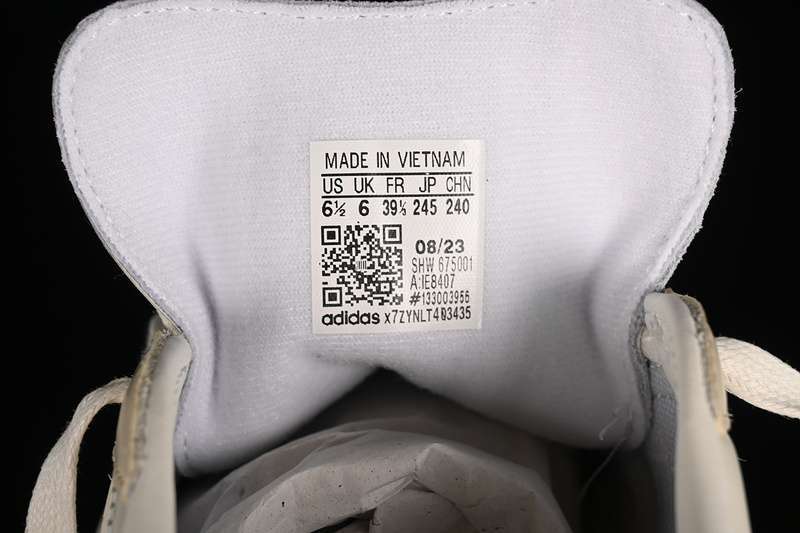 MADE IN VIETNAM
US UK FR JP CHN
6½ 6 39⅓ 245 240
08/23
SHW 675001
A:IE8407
#133003956
adidas x7ZYNLT403435